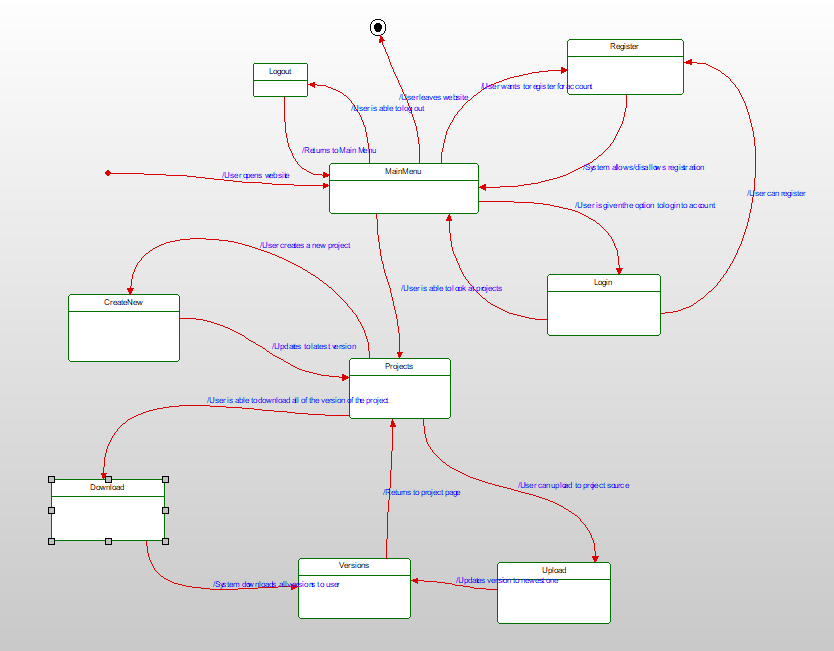 Register
Logout
/User wants to register for account
/User leaves website
/User is able to log out
/Returns to Main Menu
/System allows/disallows registration
MainMenu
/User opens website
/User can register
/User is given the option to login to account
/User creates a new project
Login
/User is able to look at projects
CreateNew
/Updates to latest version
Projects
/User is able to download all of the version of the project
Download
/User can upload to project source
/Returns to project page
Versions
Upload
/Updates version to newest one
/System downloads all versions to user